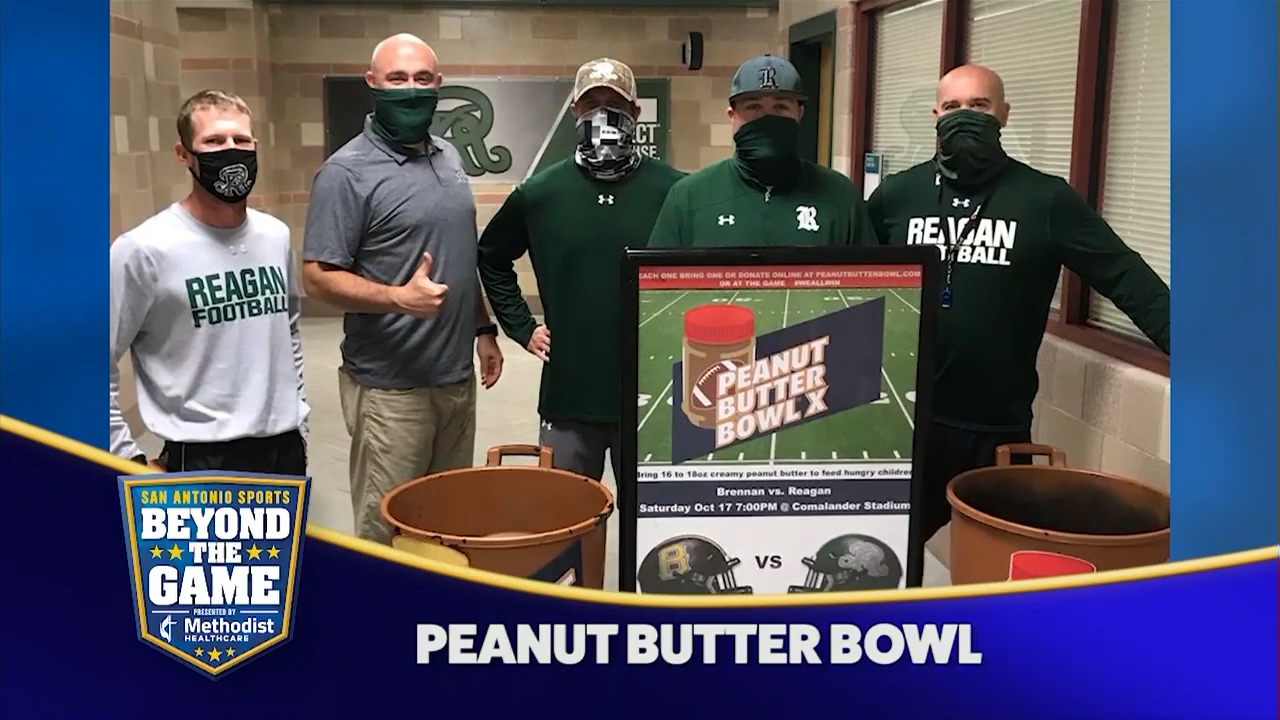 CT
SE.
R
R
REAGAN
FOOTBALL
REAGAN
FOOTBALL
EACH ONE BRING ONE OR DONATE ONLINE AT PEANUTBUTTERBOWL.COM
OR AT THE GAME #WEALLWIN
PEANUT
BUTTER
BOWL X
Bring 16 to 18oz creamy peanut butter to feed hungry children
Brennan vs. Reagan
Saturday Oct 17 7:00PM @ Comalander Stadium
B
VS
SAN ANTONIO SPORTS
BEYOND
THE
GAME
PRESENTED BY
Methodist
HEALTHCARE
PEANUT BUTTER BOWL